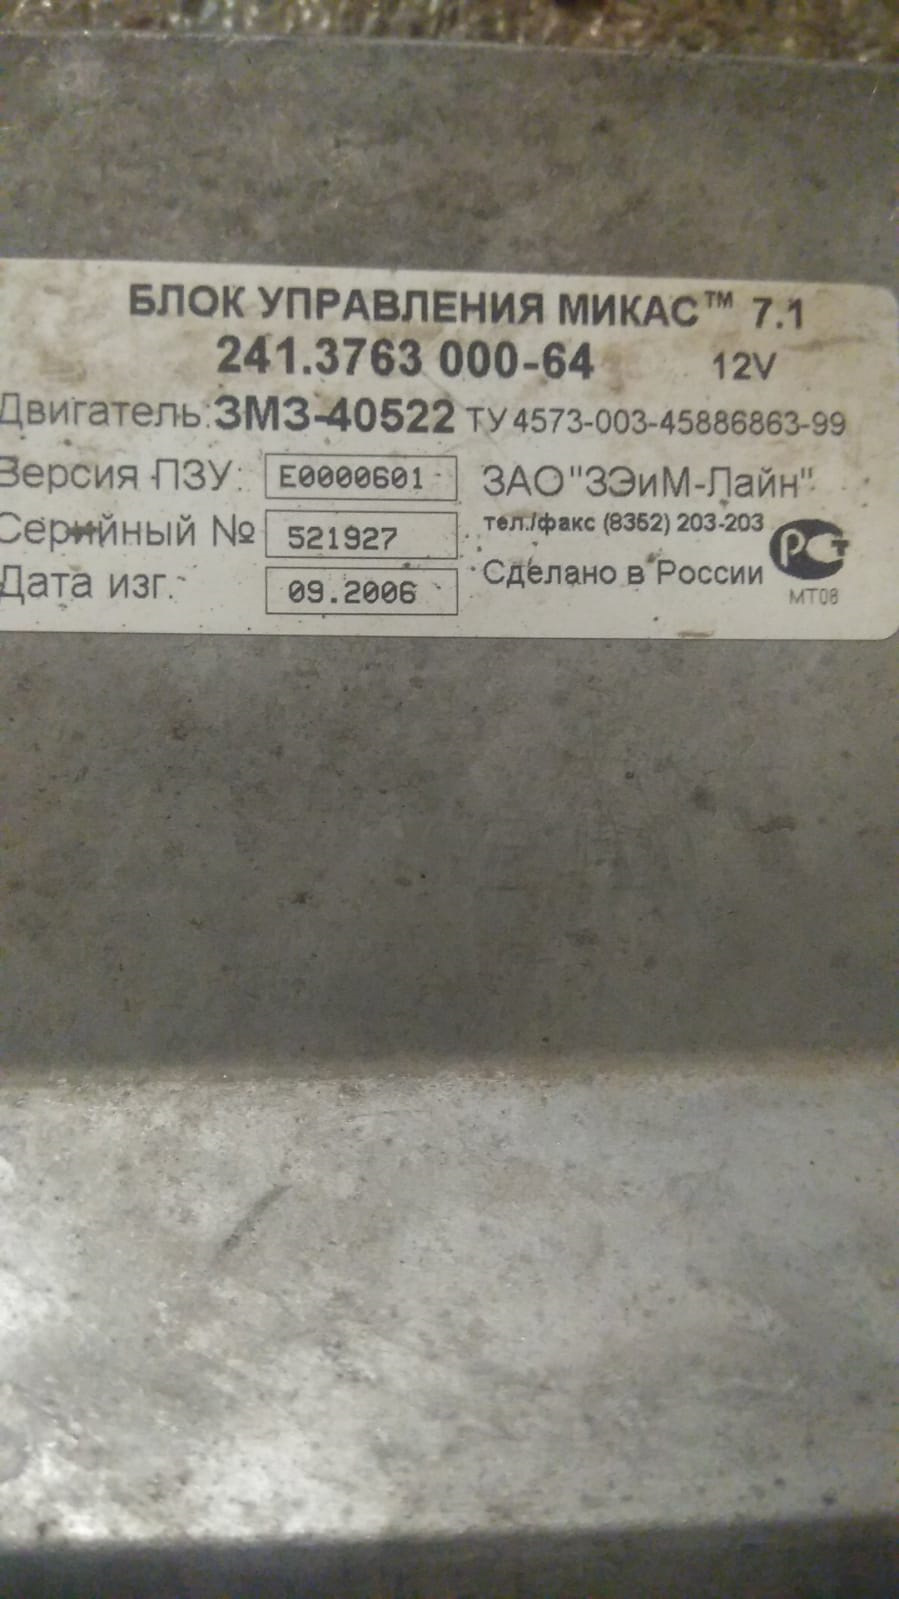 БЛОК УПРАВЛЕНИЯ МИКАС™ 7.1
241.3763 000-64 12V
Двигатель: ЗМЗ-40522 ТУ 4573-003-45886863-99
Версия ПЗУ: E0000601 ЗАО"ЗЭиМ-Лайн"
Серийный № 521927 тел./факс (8352) 203-203
Дата изг. 09.2006 Сделано в России
РСТ
МТ08